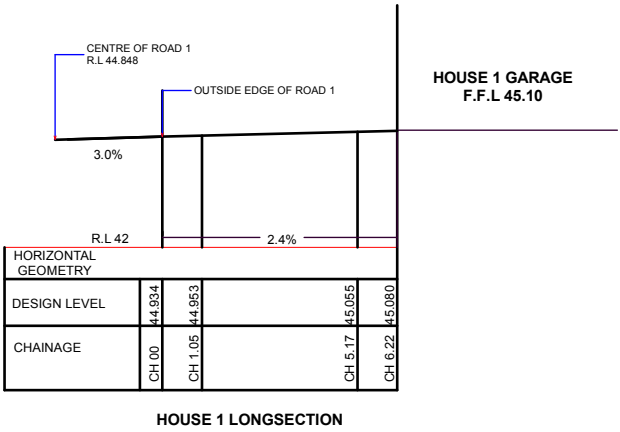 CENTRE OF ROAD 1
R.L 44.848
OUTSIDE EDGE OF ROAD 1
HOUSE 1 GARAGE
F.F.L 45.10
3.0%
R.L 42
2.4%
HORIZONTAL
GEOMETRY
DESIGN LEVEL
44.934
44.953
45.055
45.080
CHAINAGE
CH 00
CH 1.05
CH 5.17
CH 6.22
HOUSE 1 LONGSECTION